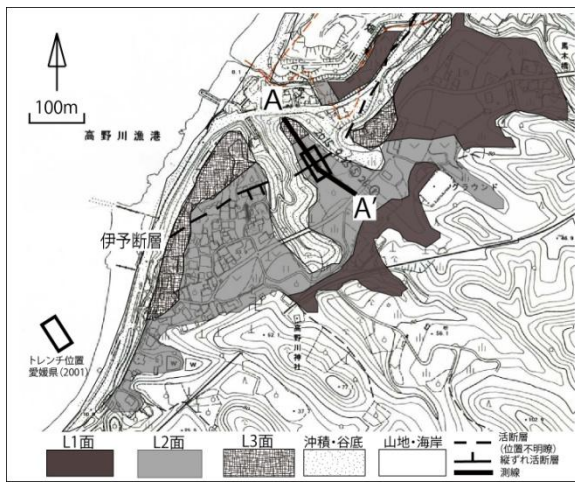 100m
高野川漁港
A
A'
グラウンド
伊予断層
高野川神社
トレンチ位置
愛媛県(2001)
L1面
L2面
L3面
沖積・谷底
山地・海岸
活断層
(位置不明瞭)
縦ずれ活断層
測線